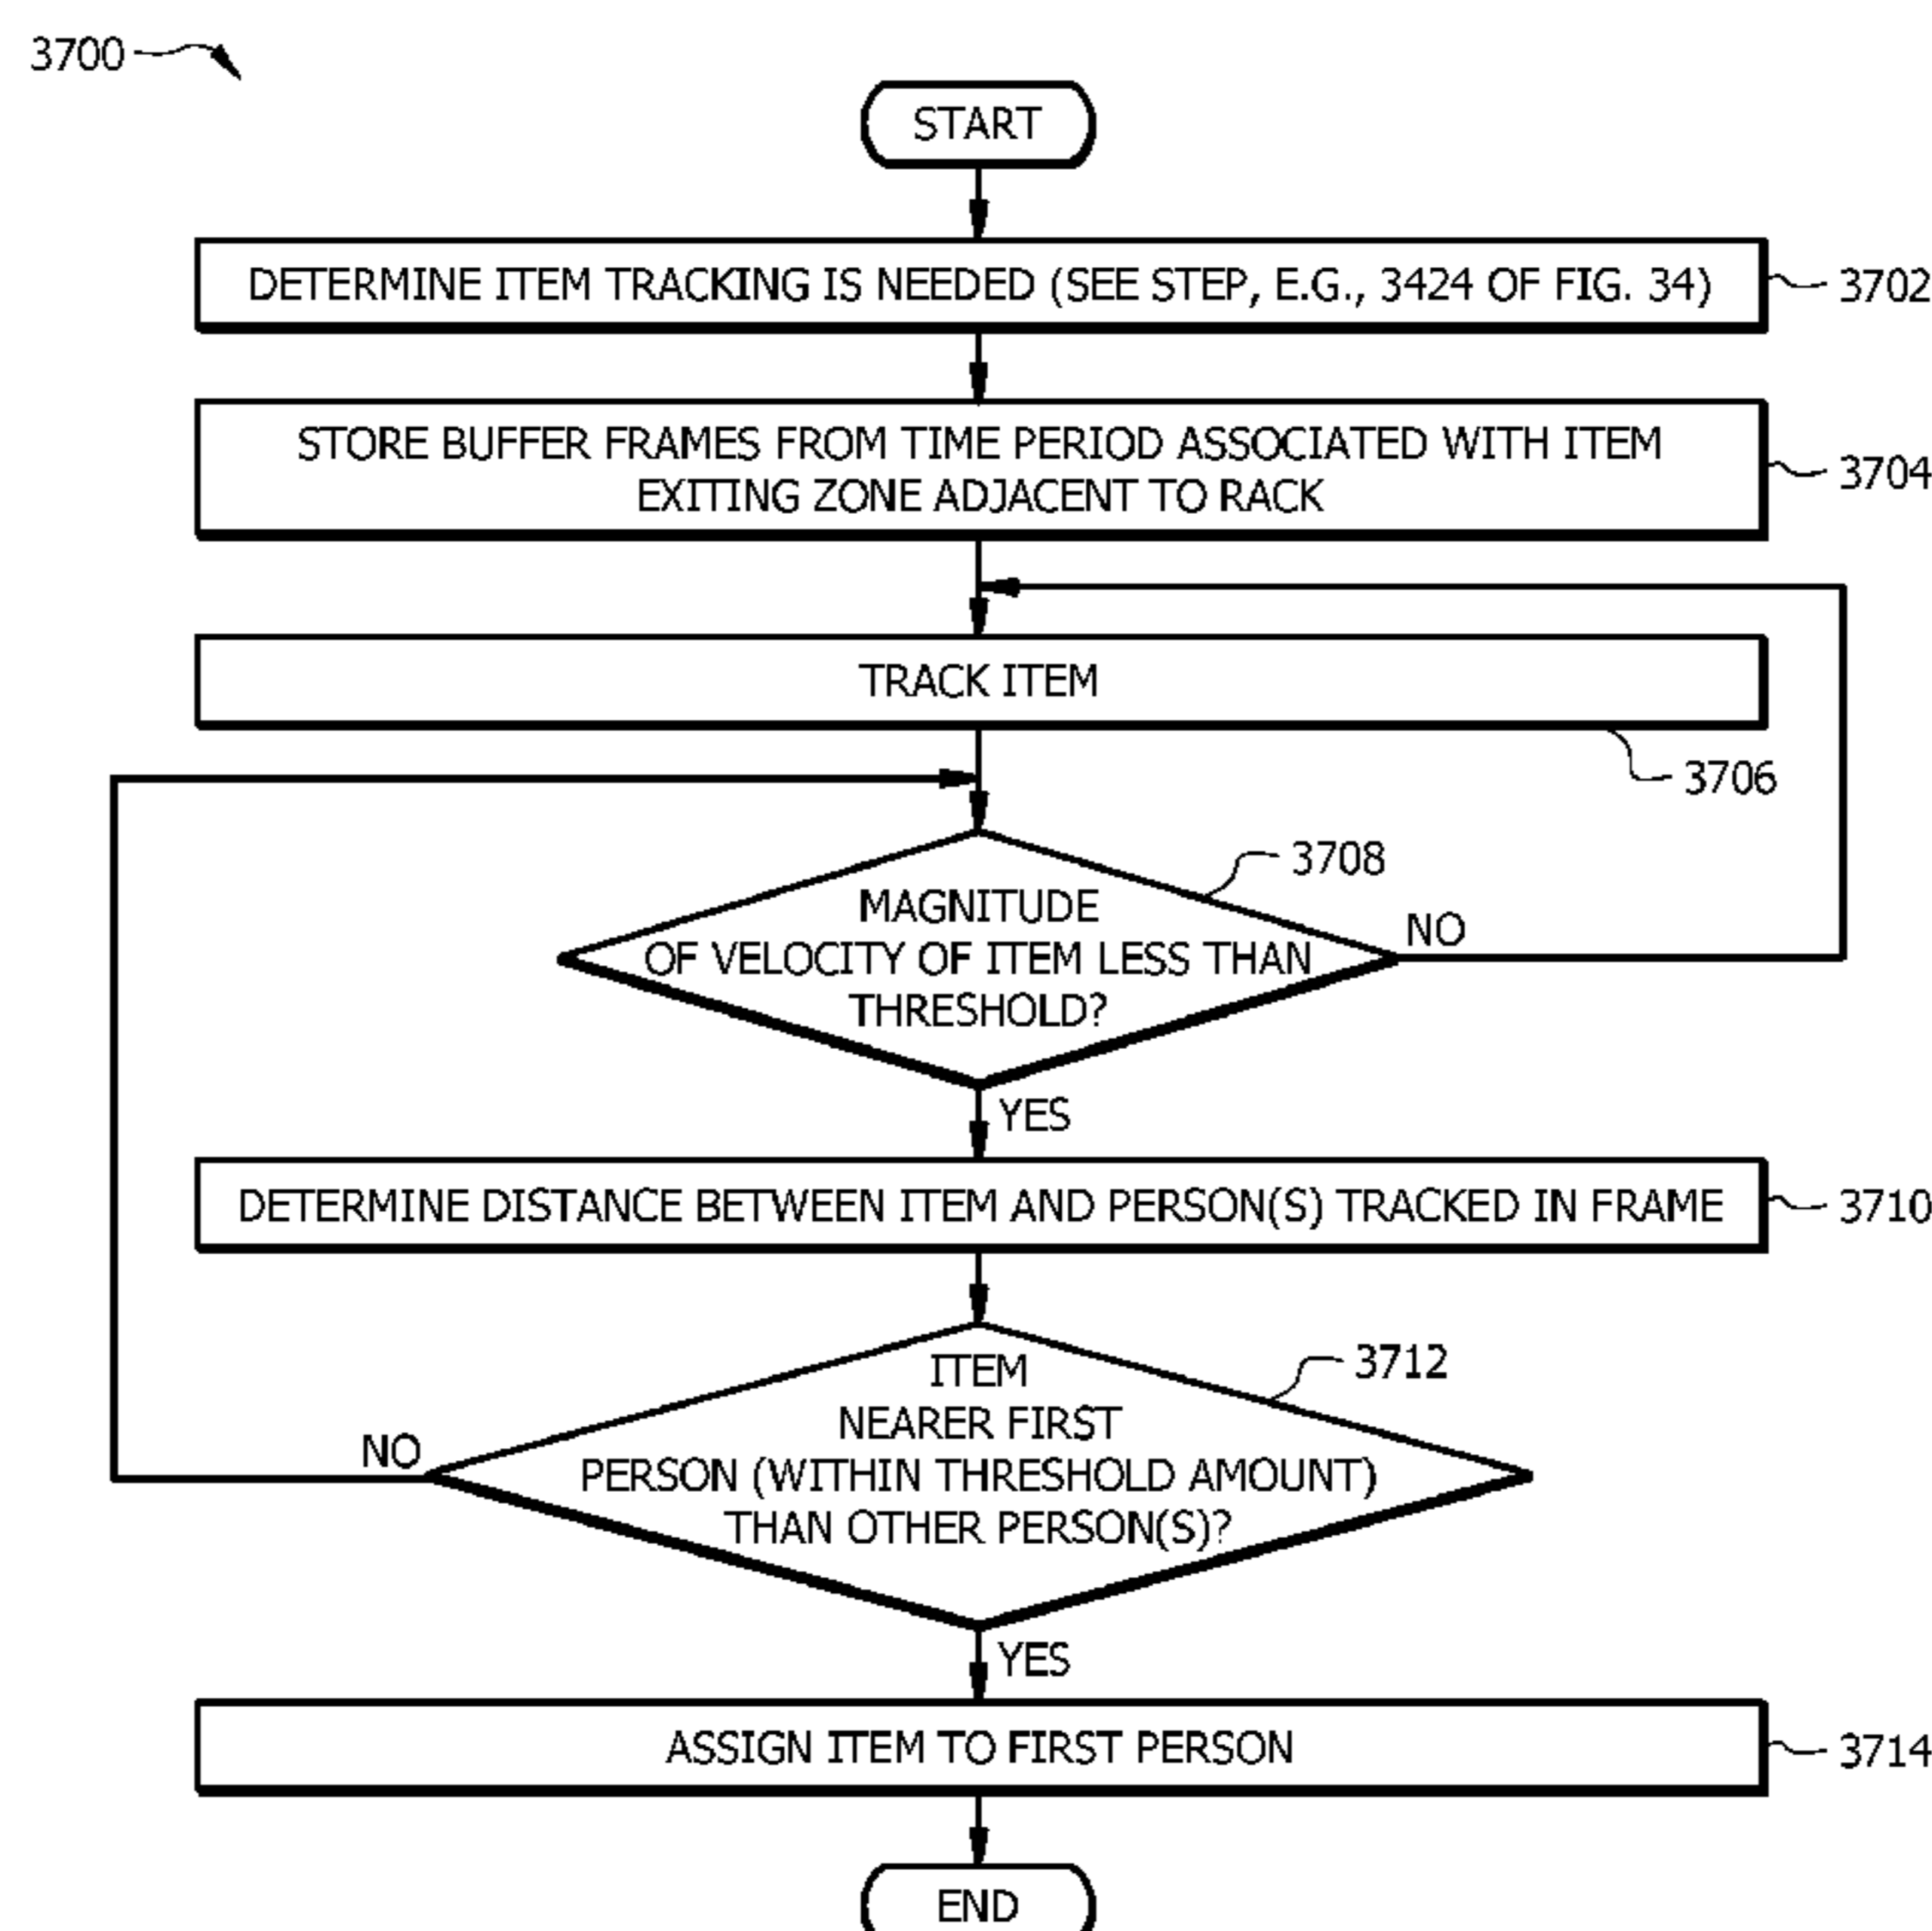 3700
START
DETERMINE ITEM TRACKING IS NEEDED (SEE STEP, E.G., 3424 OF FIG. 34)
3702
STORE BUFFER FRAMES FROM TIME PERIOD ASSOCIATED WITH ITEM
EXITING ZONE ADJACENT TO RACK
3704
TRACK ITEM
3706
3708
MAGNITUDE
OF VELOCITY OF ITEM LESS THAN
THRESHOLD?
NO
YES
DETERMINE DISTANCE BETWEEN ITEM AND PERSON(S) TRACKED IN FRAME
3710
3712
ITEM
NEARER FIRST
PERSON (WITHIN THRESHOLD AMOUNT)
THAN OTHER PERSON(S)?
NO
YES
ASSIGN ITEM TO FIRST PERSON
3714
END